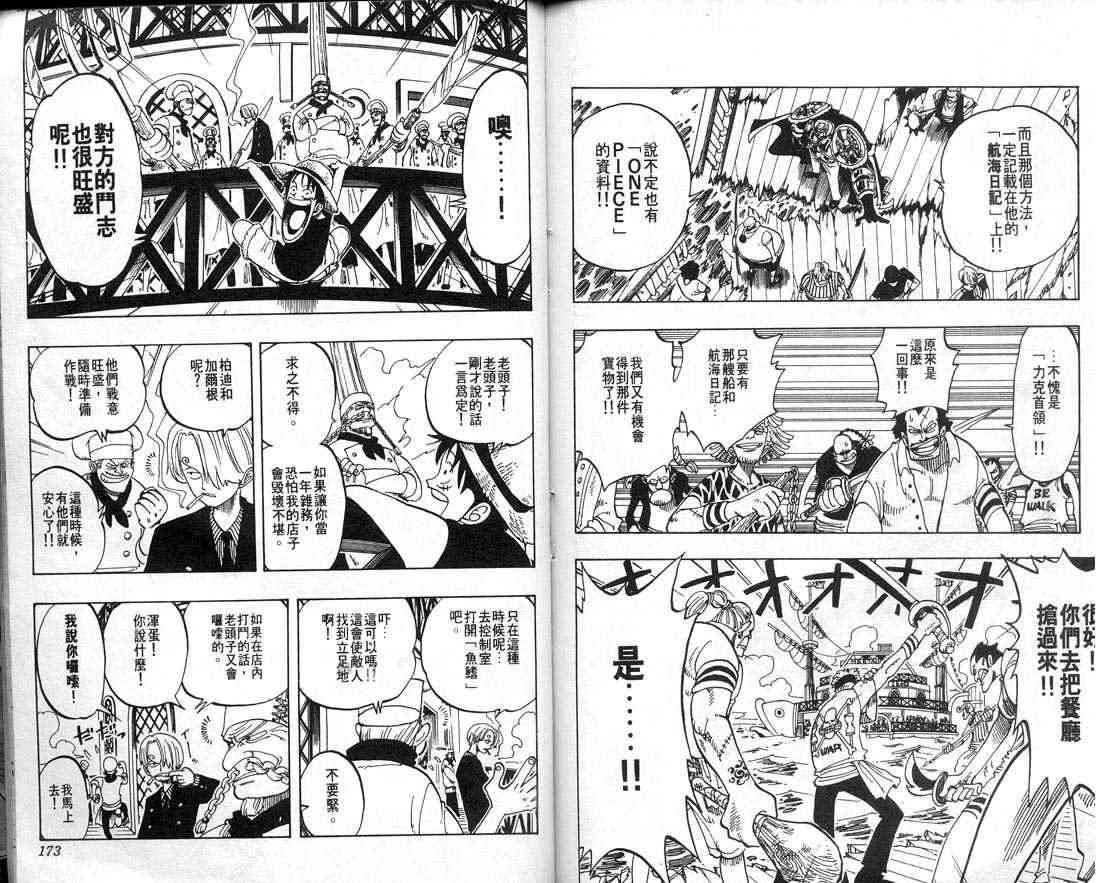 而且那個方法，
一定記載在他的
「航海日記」上!!
說不定也有
「ONE
PIECE」
的資料!!
…不愧是
「力克首領」!!
原來是
這麼
一回事!!
只要有
那艘船和
航海日記…
我們又有機會
得到那件
寶物了!!
BE
WALK
很好！
你們去把餐廳
搶過來!!
是……!!
WAR
噢……！
對方的鬥志
也很旺盛
呢!!
老頭子！
老頭子，
剛才說的話
一言爲定！
求之不得。
如果讓你當
一年雜務，
恐怕我的店子
會毀壞不堪。
柏迪和
加爾根
呢？
他們戰意
旺盛，
隨時準備
作戰！
這種時候，
有他們就
安心了!!
只在這種
時候呢…
去控制室
打開「魚鰭」
吧。
吓…
這可以嗎!?
這會使敵人
找到立足地
啊！
不要緊。
如果在店內
打鬥的話，
老頭子又會
囉嗦的。
渾蛋！
你說什麼！
我說你囉嗦！
我馬上
去！
173